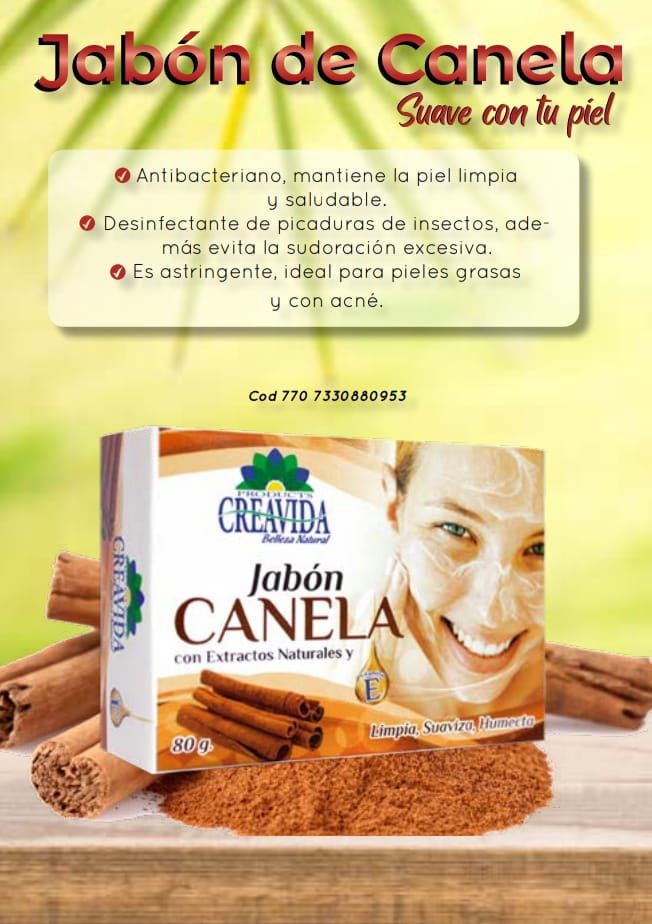 Jabón de Canela
Suave con tu piel
Antibacteriano, mantiene la piel limpia
y saludable.
Desinfectante de picaduras de insectos, ade-
más evita la sudoración excesiva.
Es astringente, ideal para pieles grasas
y con acné.
Cod 770 7330880953
PRODUCTS
CREAVIDA
Belleza Natural
Jabón
CANELA
con Extractos Naturales y
E
Limpia, Suaviza, Humecta
80 g.
CREAVIDA
Jabón
CANELA
E